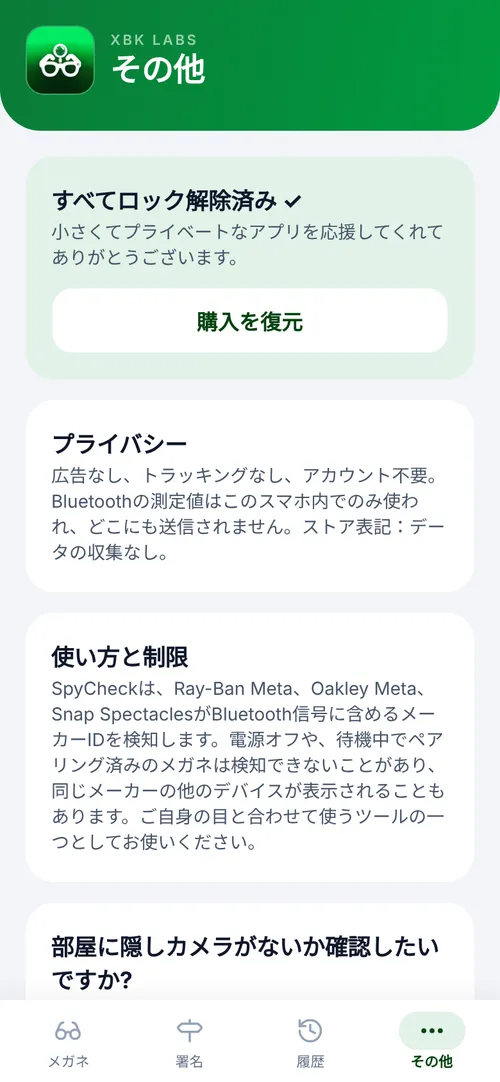 XBK LABS
その他
すべてロック解除済み ✓
小さくてプライベートなアプリを応援してくれて
ありがとうございます。
購入を復元
プライバシー
広告なし、トラッキングなし、アカウント不要。
Bluetoothの測定値はこのスマホ内でのみ使わ
れ、どこにも送信されません。ストア表記：デー
タの収集なし。
使い方と制限
SpyCheckは、Ray-Ban Meta、Oakley Meta、
Snap SpectaclesがBluetooth信号に含めるメー
カーIDを検知します。電源オフや、待機中でペア
リング済みのメガネは検知できないことがあり、
同じメーカーの他のデバイスが表示されることも
あります。ご自身の目と合わせて使うツールの一
つとしてお使いください。
部屋に隠しカメラがないか確認したい
ですか?
メガネ
署名
履歴
その他